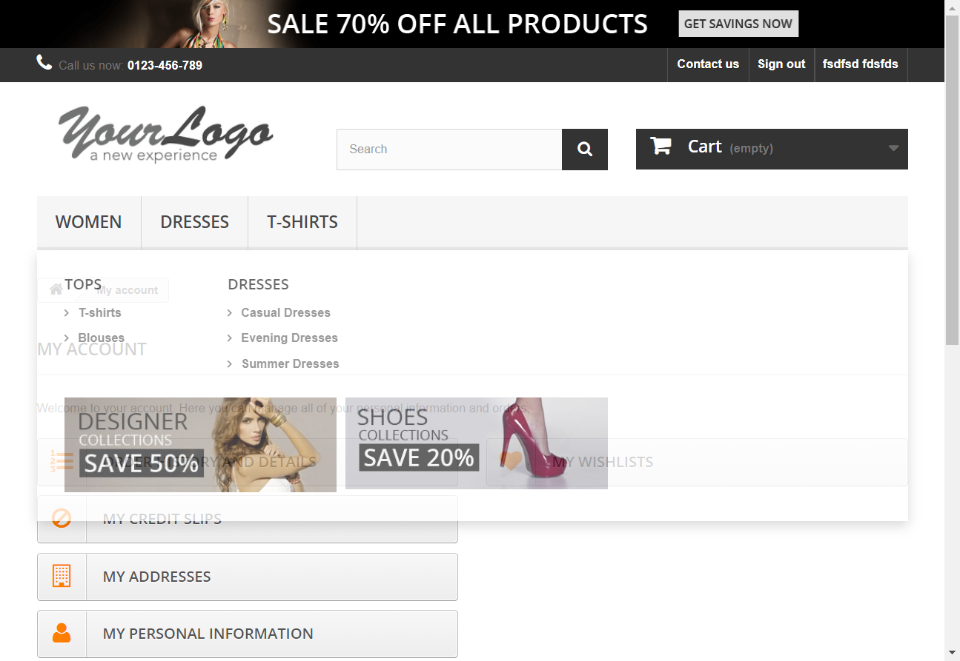 SALE 70% OFF ALL PRODUCTS GET SAVINGS NOW
Call us now: 0123-456-789 Contact us Sign out fsdfsd fdsfds
YourLogo
a new experience
Search
Cart (empty)
WOMEN DRESSES T-SHIRTS
TOPS DRESSES
My account
T-shirts Casual Dresses
Blouses Evening Dresses
MY ACCOUNT
Summer Dresses
Welcome to your account. Here you can manage all of your personal information and orders.
DESIGNER
COLLECTIONS
SAVE 50%
SHOES
COLLECTIONS
SAVE 20%
ORDER HISTORY AND DETAILS MY WISHLISTS
MY CREDIT SLIPS
MY ADDRESSES
MY PERSONAL INFORMATION